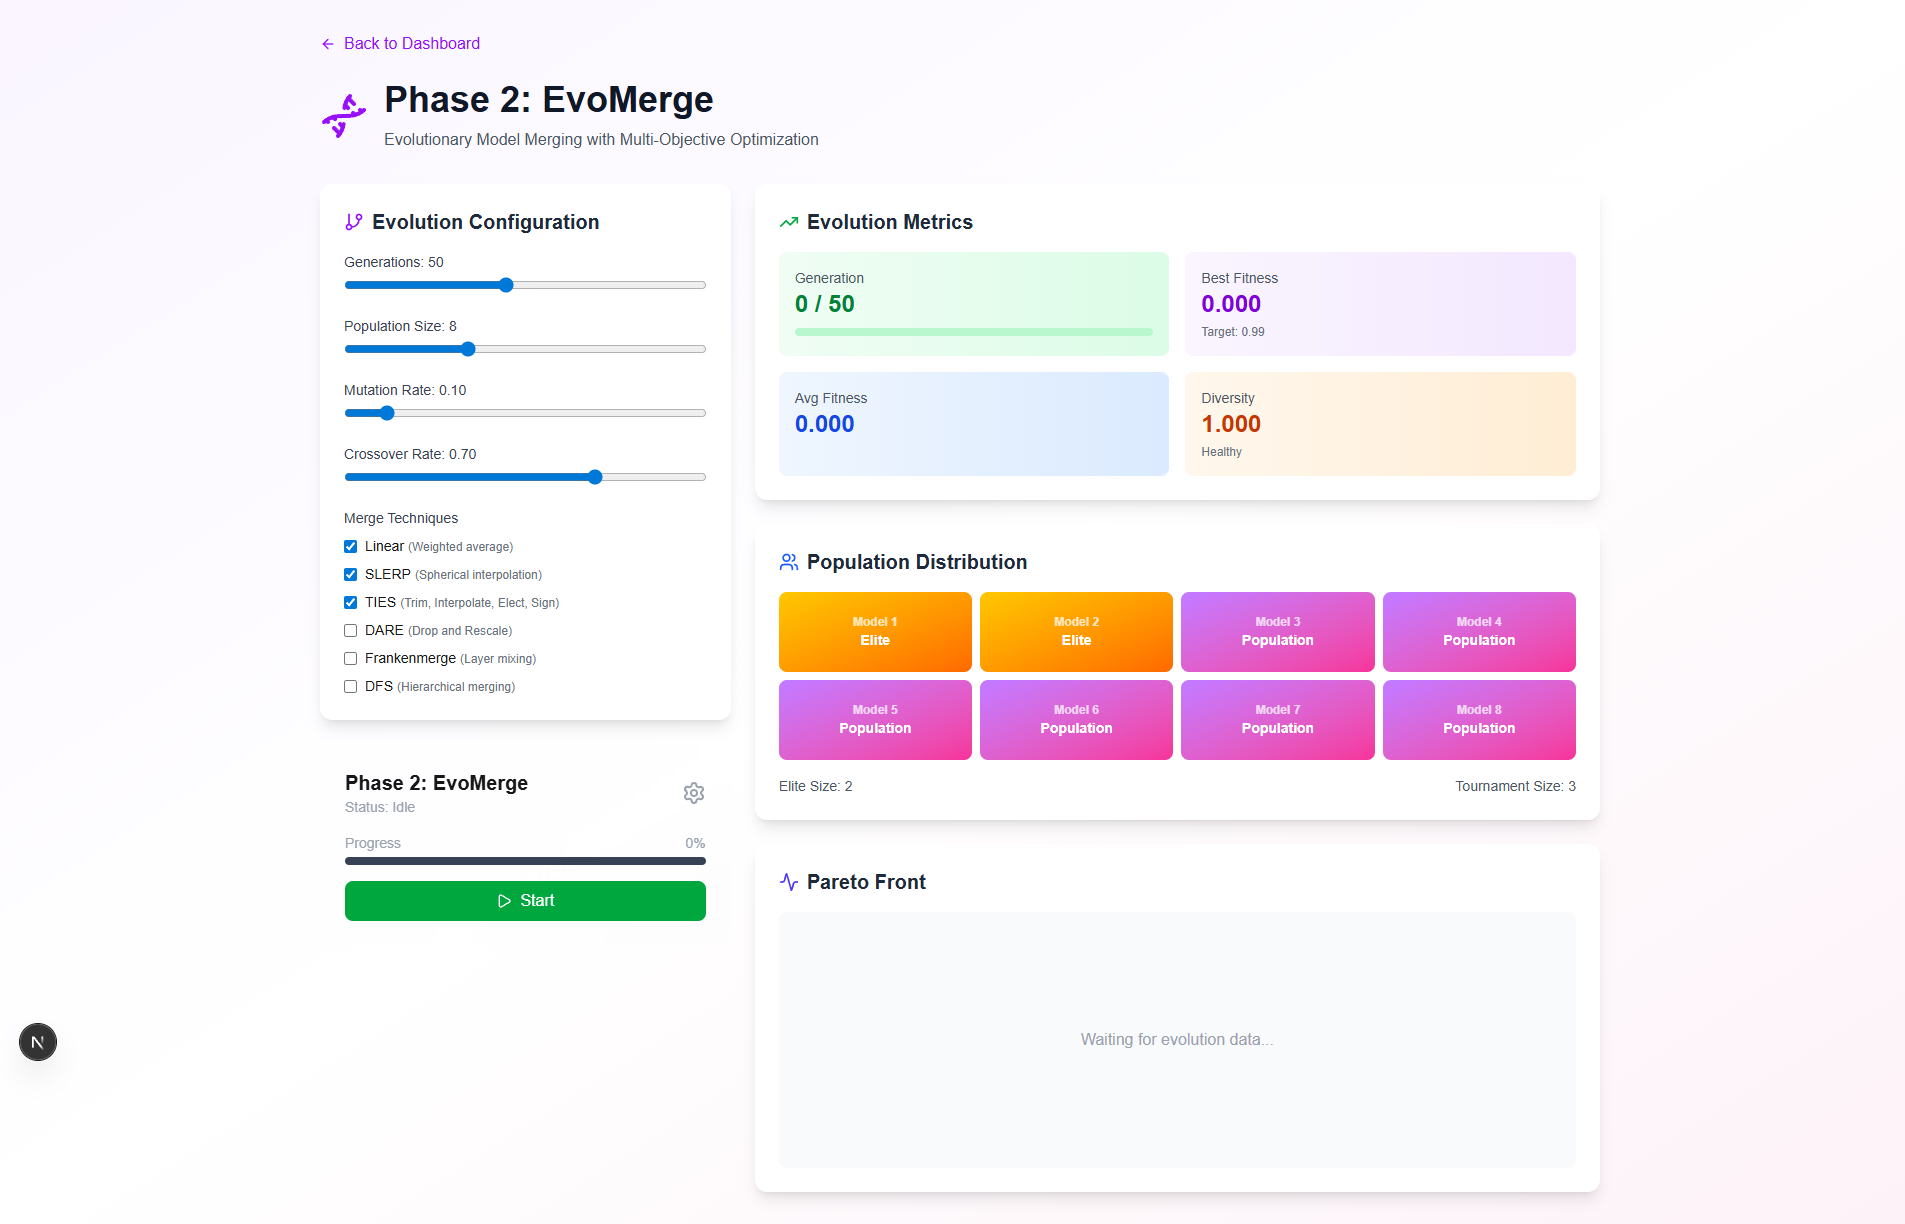 Back to Dashboard
Phase 2: EvoMerge
Evolutionary Model Merging with Multi-Objective Optimization
Evolution Configuration
Generations: 50
Population Size: 8
Mutation Rate: 0.10
Crossover Rate: 0.70
Merge Techniques
Linear (Weighted average)
SLERP (Spherical interpolation)
TIES (Trim, Interpolate, Elect, Sign)
DARE (Drop and Rescale)
Frankenmerge (Layer mixing)
DFS (Hierarchical merging)
Phase 2: EvoMerge
Status: Idle
Progress 0%
Start
N
Evolution Metrics
Generation
0 / 50
Best Fitness
0.000
Target: 0.99
Avg Fitness
0.000
Diversity
1.000
Healthy
Population Distribution
Model 1
Elite
Model 2
Elite
Model 3
Population
Model 4
Population
Model 5
Population
Model 6
Population
Model 7
Population
Model 8
Population
Elite Size: 2
Tournament Size: 3
Pareto Front
Waiting for evolution data...